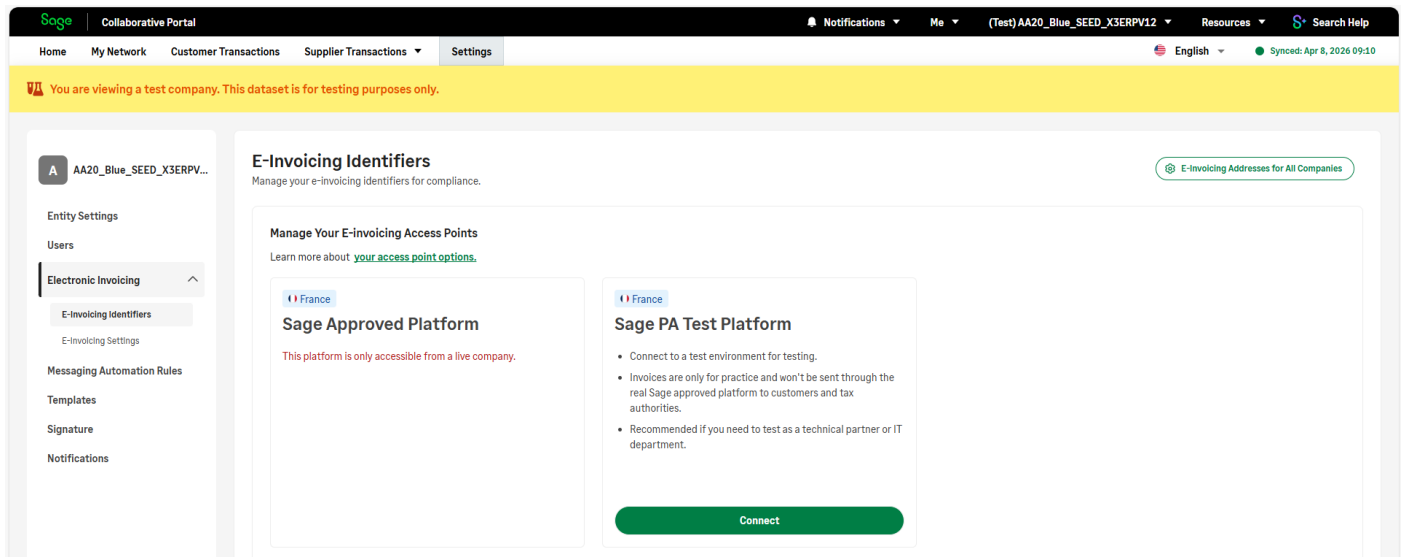 Sage Collaborative Portal Notifications Me (Test) AA20_Blue_SEED_X3ERPV12 Resources Search Help
Home My Network Customer Transactions Supplier Transactions Settings English Synced: Apr 8, 2026 09:10
You are viewing a test company. This dataset is for testing purposes only.
A AA20_Blue_SEED_X3ERPV...
Entity Settings
Users
Electronic Invoicing
E-Invoicing Identifiers
E-Invoicing Settings
Messaging Automation Rules
Templates
Signature
Notifications
E-Invoicing Identifiers
Manage your e-invoicing identifiers for compliance.
E-Invoicing Addresses for All Companies
Manage Your E-invoicing Access Points
Learn more about your access point options.
France
Sage Approved Platform
This platform is only accessible from a live company.
France
Sage PA Test Platform
• Connect to a test environment for testing.
• Invoices are only for practice and won't be sent through the
real Sage approved platform to customers and tax
authorities.
• Recommended if you need to test as a technical partner or IT
department.
Connect